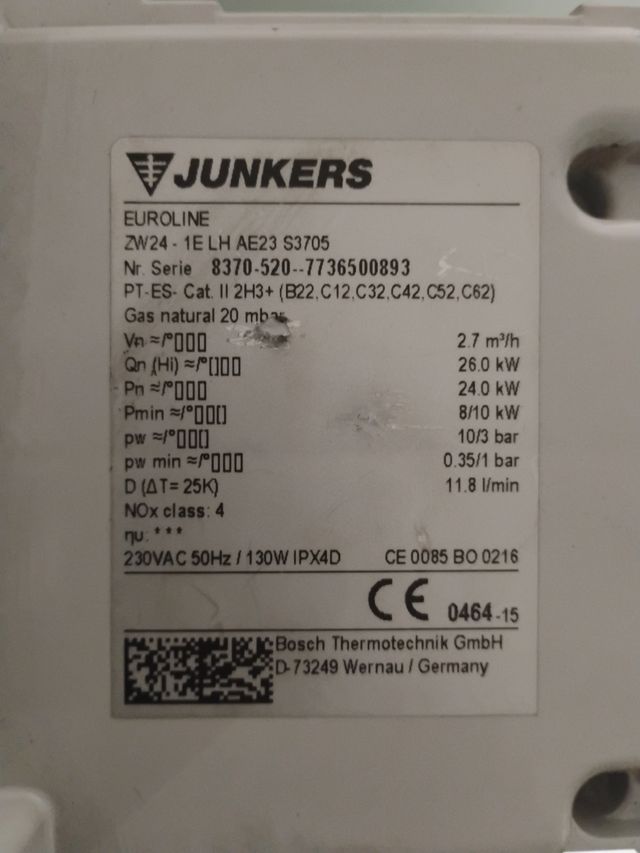 JUNKERS
EUROLINE
ZW24 - 1E LH AE23 S3705
Nr. Serie 8370-520--7736500893
PT-ES- Cat. II 2H3+ (B22,C12,C32,C42,C52,C62)
Gas natural 20 mbar
Vn ≈/°▯▯▯ 2.7 m³/h
Qn (Hi) ≈/°[]▯▯ 26.0 kW
Pn ≈/°▯▯▯ 24.0 kW
Pmin ≈/°▯▯[] 8/10 kW
pw ≈/°▯▯▯ 10/3 bar
pw min ≈/°▯▯▯ 0.35/1 bar
D (ΔT= 25K) 11.8 l/min
NOx class: 4
ηu: * * *
230VAC 50Hz / 130W IPX4D CE 0085 BO 0216
CE 0464 -15
Bosch Thermotechnik GmbH
D-73249 Wernau / Germany